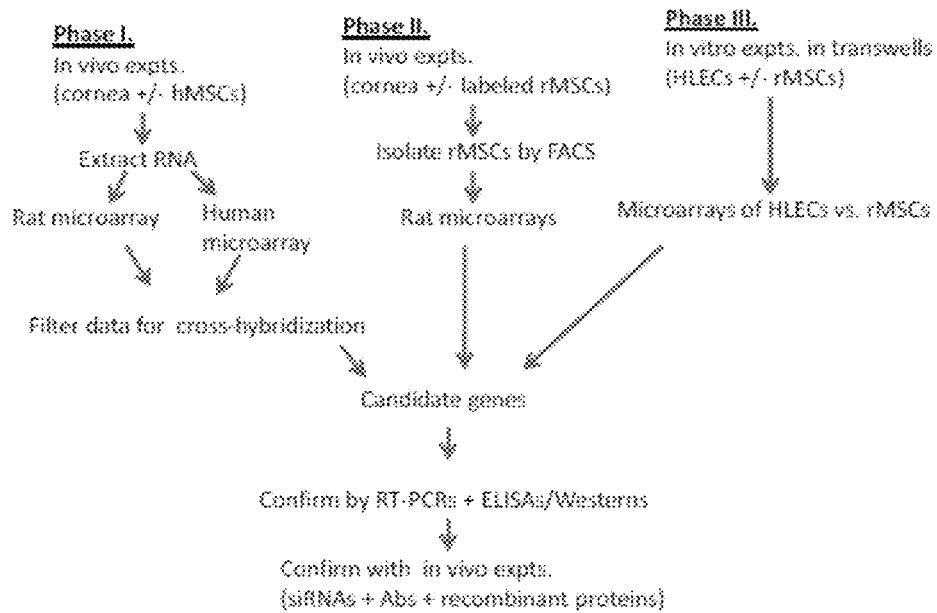 Phase I.
In vivo expts.
(cornea +/- hMSCs)
Extract RNA
Rat microarray
Human
microarray
Filter data for cross-hybridization
Phase II.
In vivo expts.
(cornea +/- labeled rMSCs)
Isolate rMSCs by FACS
Rat microarrays
Phase III.
In vitro expts. in transwells
(HLECs +/- rMSCs)
Microarrays of HLECs vs. rMSCs
Candidate genes
Confirm by RT-PCRs + ELISAs/Westerns
Confirm with in vivo expts.
(siRNAs + Abs + recombinant proteins)